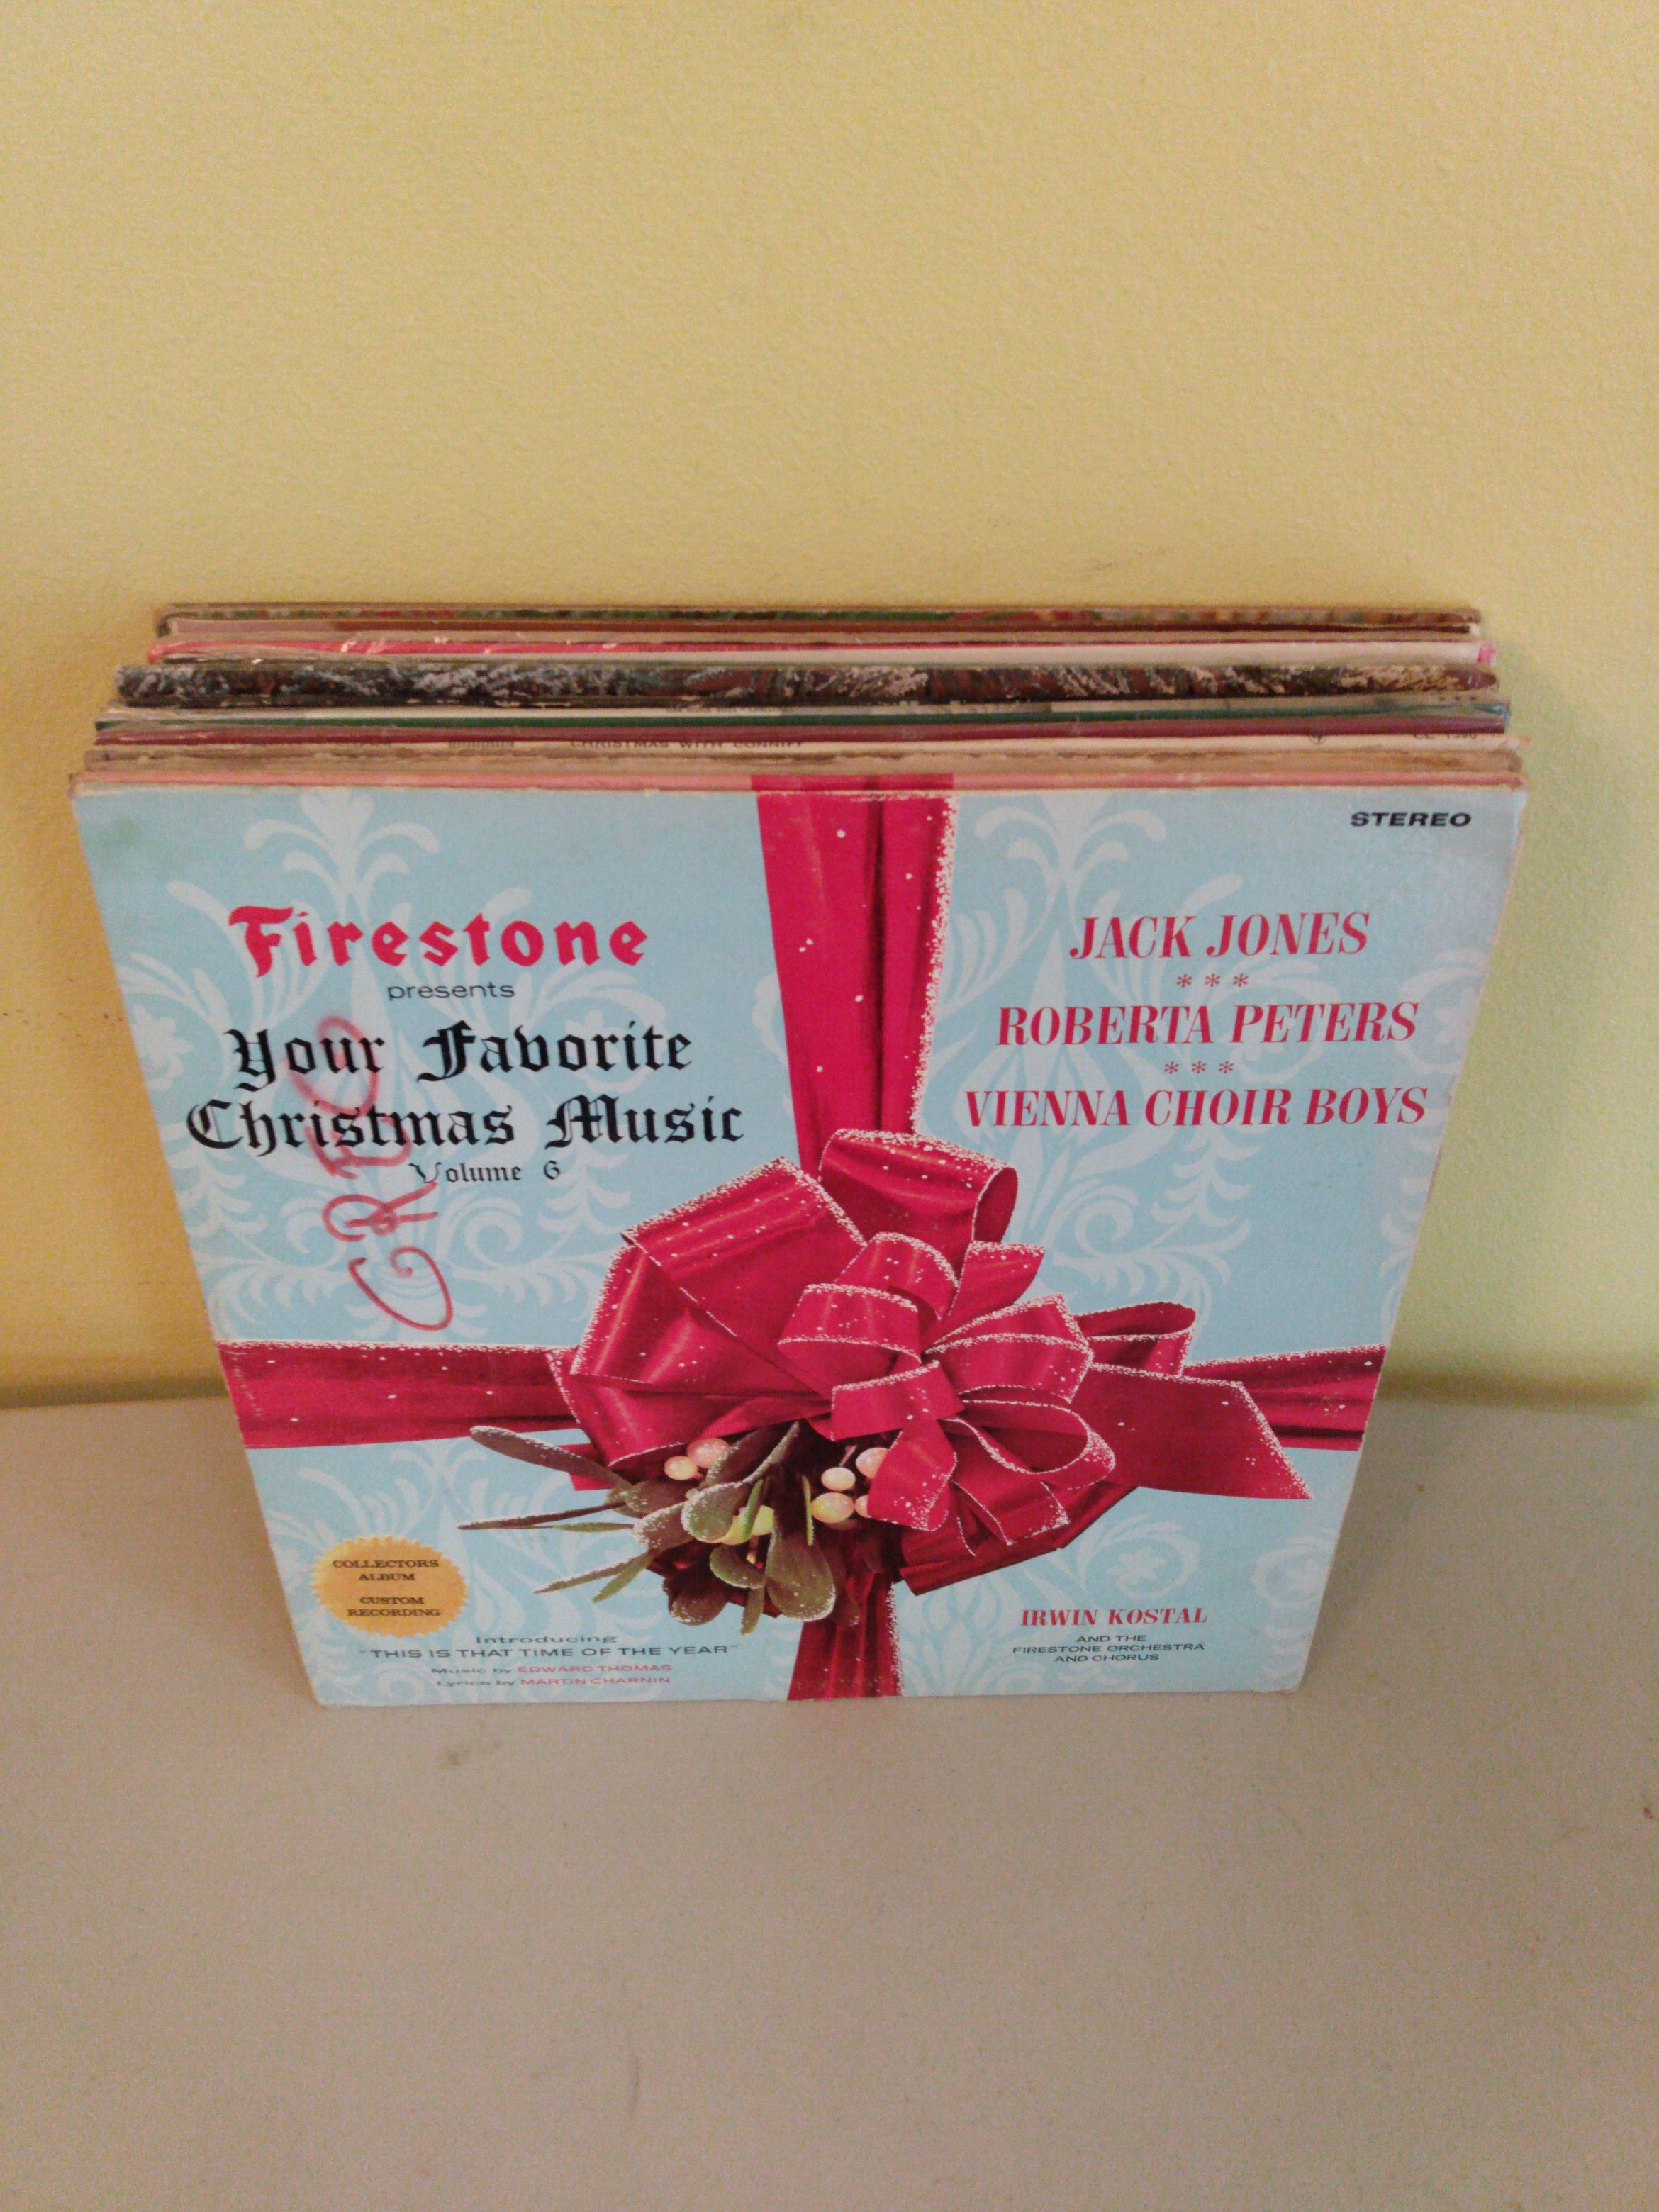 CHRISTMAS WITH CONNIFF
STEREO
Firestone
presents
Your Favorite
Christmas Music
Volume 6
JACK JONES
***
ROBERTA PETERS
***
VIENNA CHOIR BOYS
COLLECTORS
ALBUM
CUSTOM
RECORDING
Introducing
"THIS IS THAT TIME OF THE YEAR"
Music by EDWARD THOMAS
Lyrics by MARTIN CHARNIN
IRWIN KOSTAL
AND THE
FIRESTONE ORCHESTRA
AND CHORUS